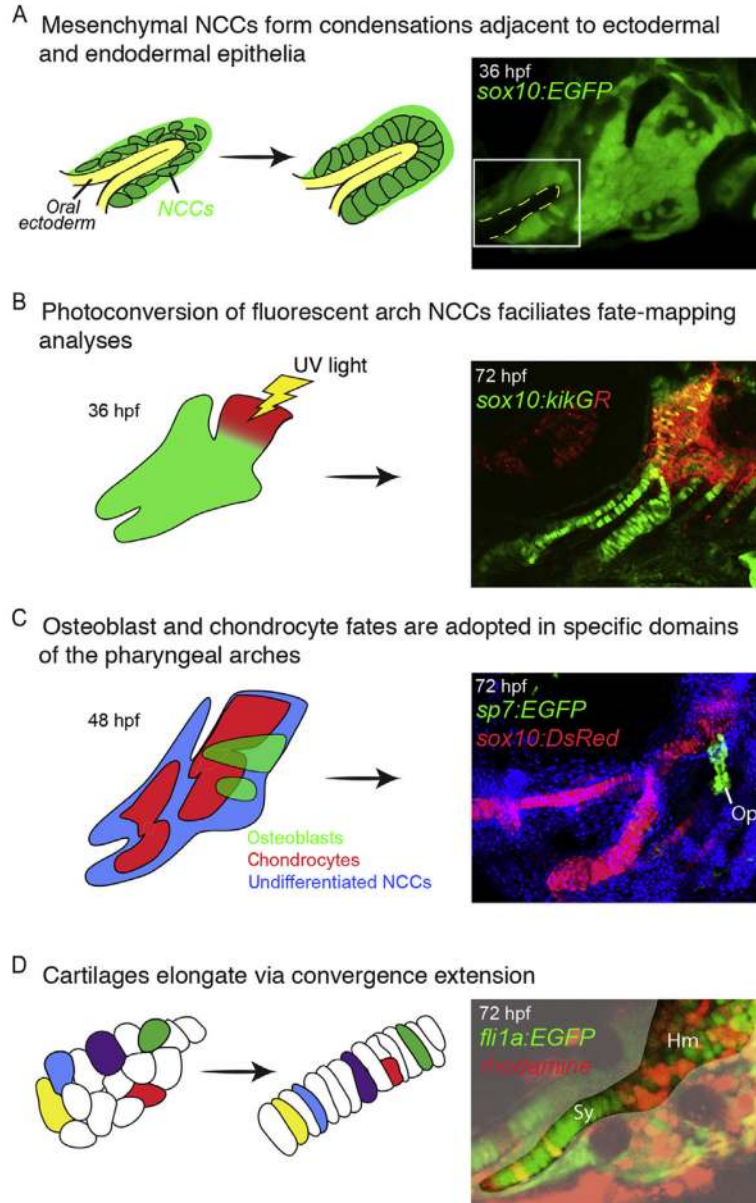 A Mesenchymal NCCs form condensations adjacent to ectodermal
and endodermal epithelia
36 hpf
sox10:EGFP
Oral
ectoderm
NCCs
B Photoconversion of fluorescent arch NCCs faciliates fate-mapping
analyses
UV light
36 hpf
72 hpf
sox10:kikGR
C Osteoblast and chondrocyte fates are adopted in specific domains
of the pharyngeal arches
48 hpf
72 hpf
sp7:EGFP
sox10:DsRed
Op
Osteoblasts
Chondrocytes
Undifferentiated NCCs
D Cartilages elongate via convergence extension
72 hpf
fli1a:EGFP
rhodamine
Hm
Sy